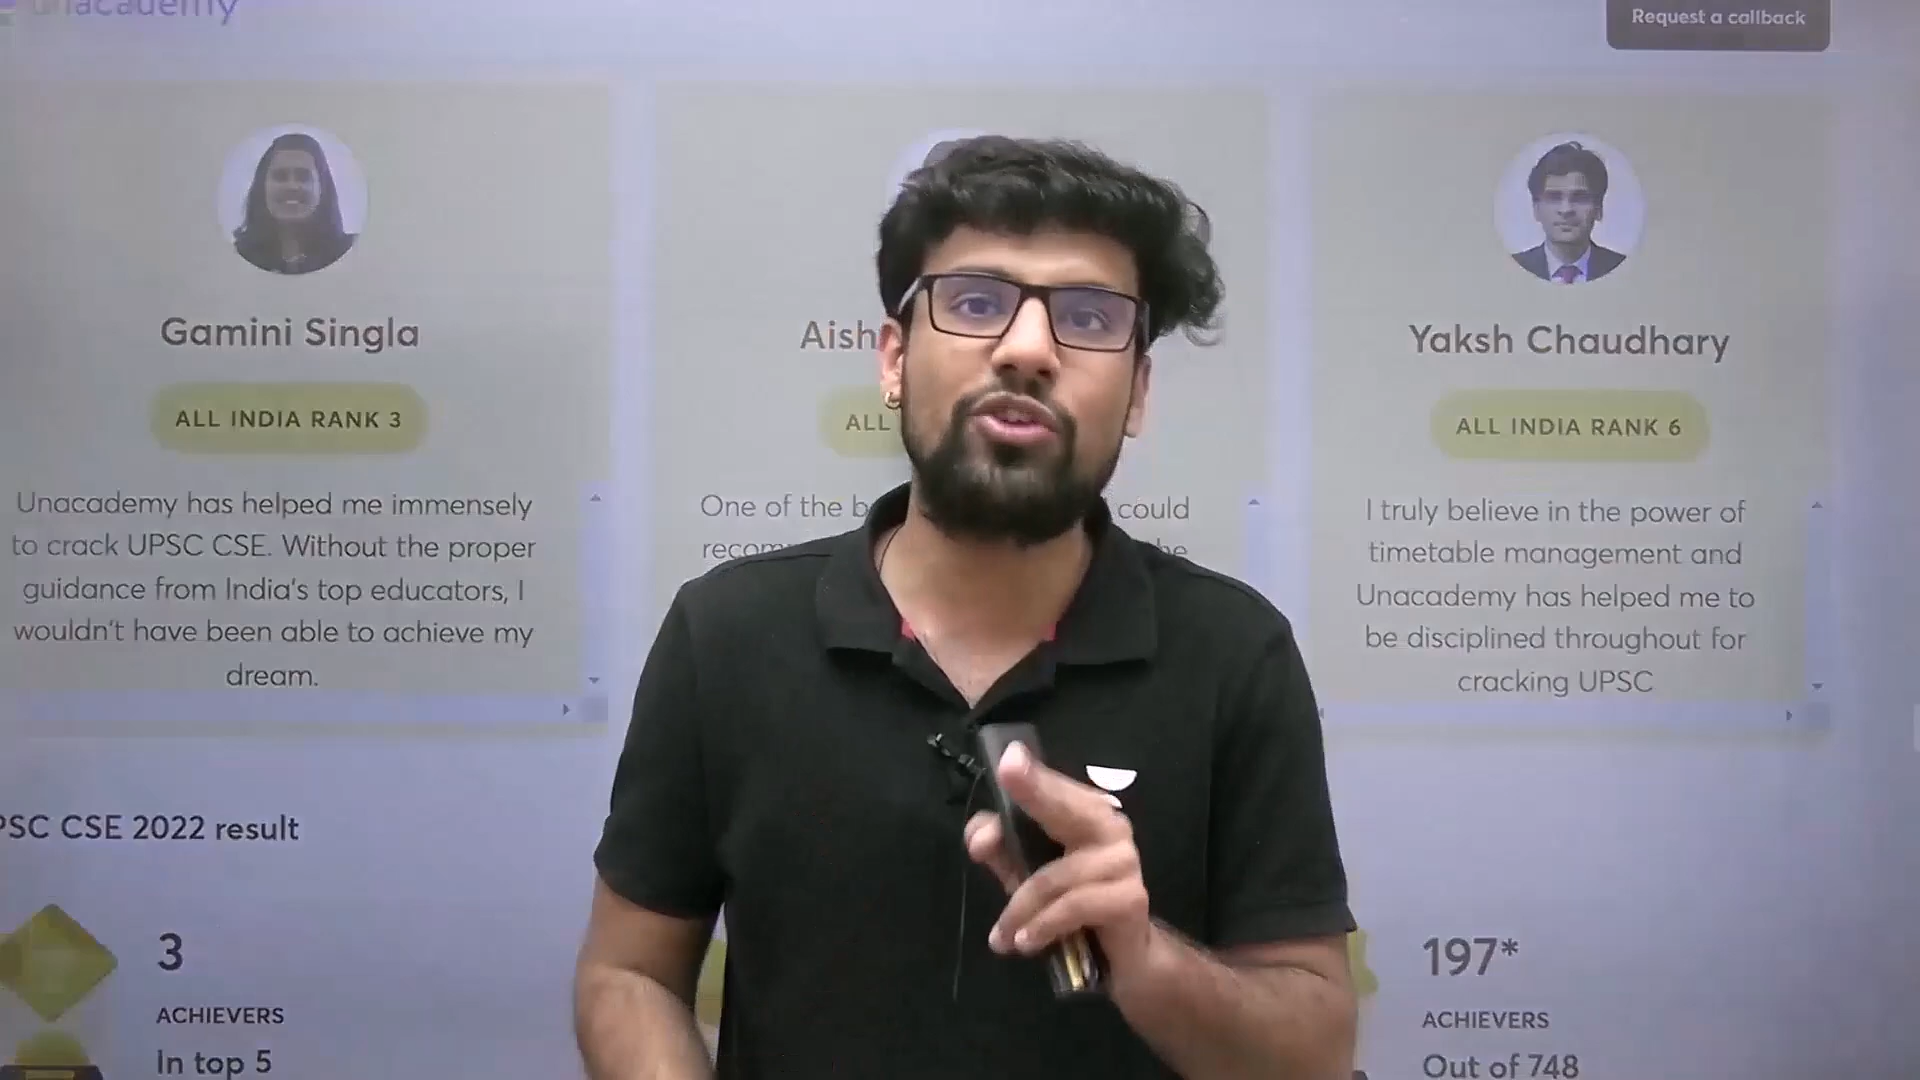 unacademy
Request a callback
Gamini Singla
ALL INDIA RANK 3
Unacademy has helped me immensely
to crack UPSC CSE. Without the proper
guidance from India's top educators, I
wouldn't have been able to achieve my
dream.
Aish
ALL
One of the b
could
recom
he
Yaksh Chaudhary
ALL INDIA RANK 6
I truly believe in the power of
timetable management and
Unacademy has helped me to
be disciplined throughout for
cracking UPSC
PSC CSE 2022 result
3
ACHIEVERS
In top 5
197*
ACHIEVERS
Out of 748